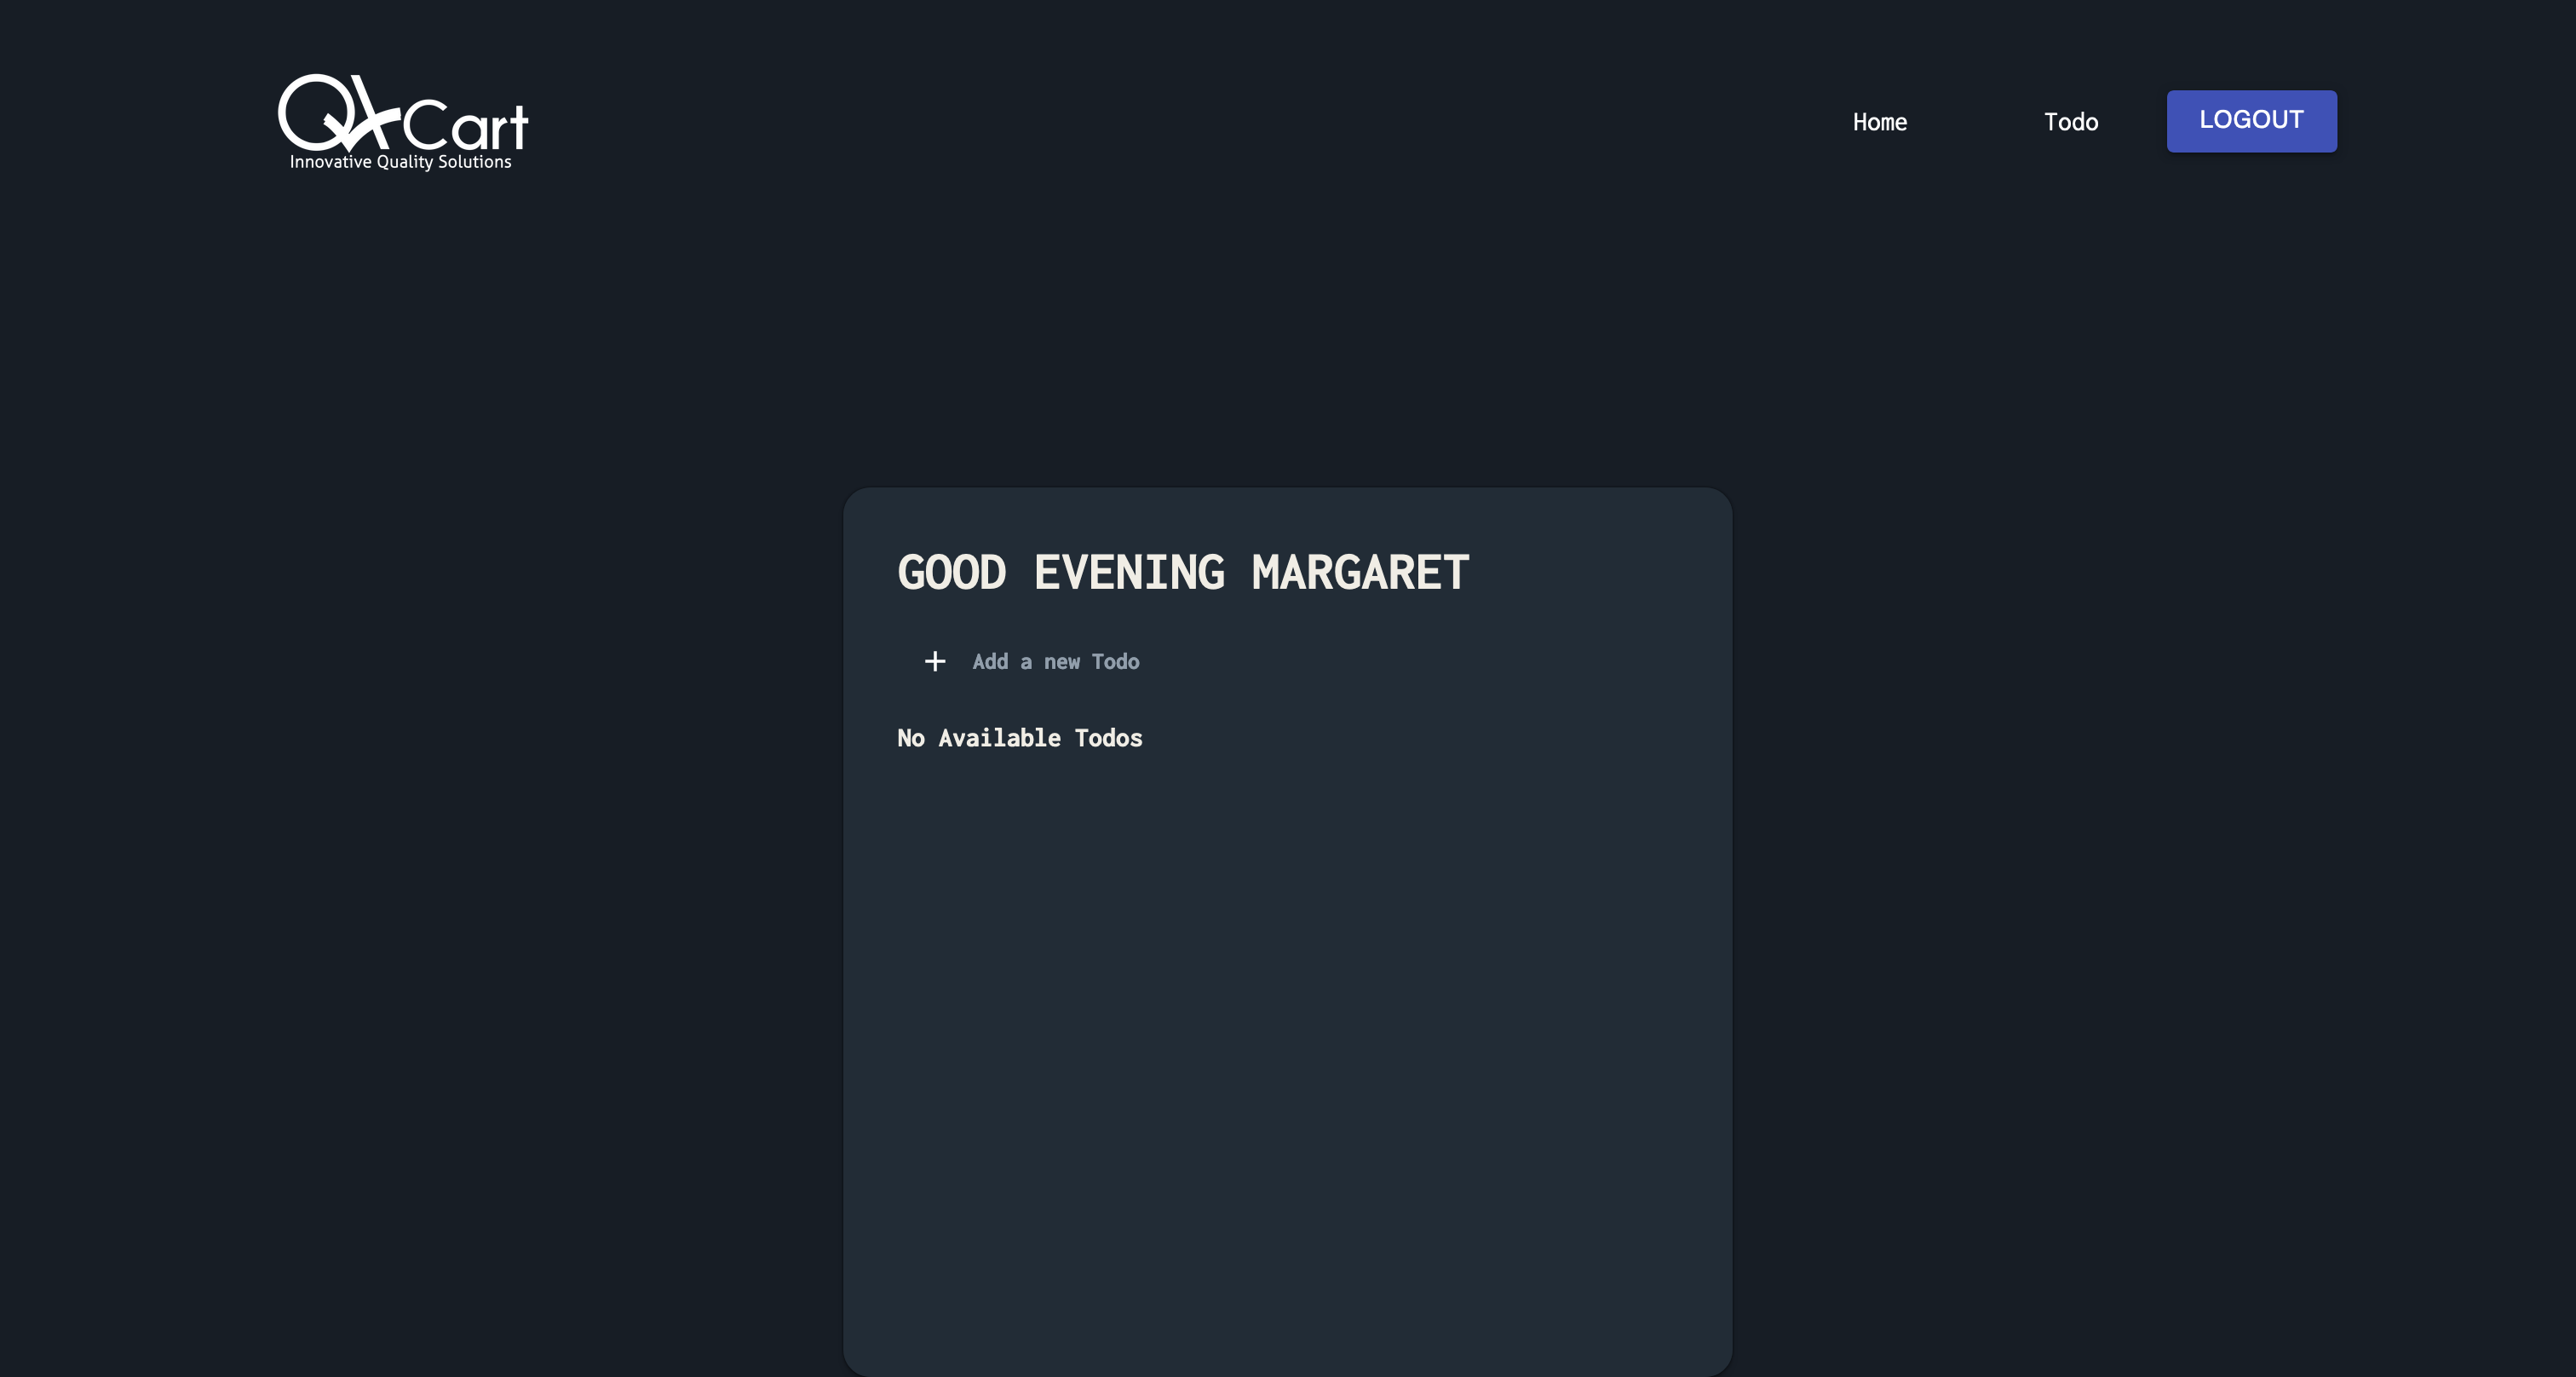 QACart
Innovative Quality Solutions
Home
Todo
LOGOUT
GOOD EVENING MARGARET
Add a new Todo
No Available Todos